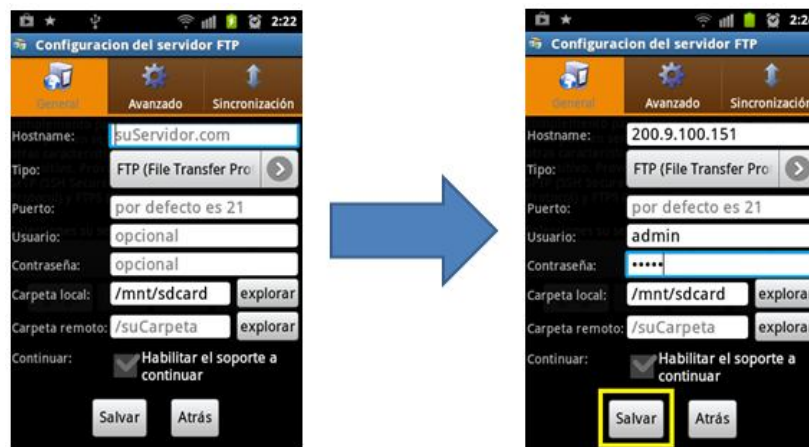 2:22
Configuracion del servidor FTP
General
Avanzado
Sincronización
Hostname: suServidor.com
Tipo: FTP (File Transfer Pro
Puerto: por defecto es 21
Usuario: opcional
Contraseña: opcional
Carpeta local: /mnt/sdcard explorar
Carpeta remoto: /suCarpeta explorar
Continuar: Habilitar el soporte a
continuar
Salvar Atrás
Configuracion del servidor FTP
General
Avanzado
Sincronización
Hostname: 200.9.100.151
Tipo: FTP (File Transfer Pro
Puerto: por defecto es 21
Usuario: admin
Contraseña: •••••
Carpeta local: /mnt/sdcard explorar
Carpeta remoto: /suCarpeta explorar
Continuar: Habilitar el soporte a
continuar
Salvar Atrás